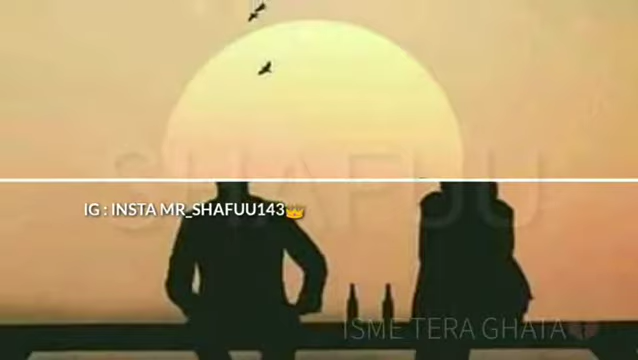 SHAFUU
IG : INSTA MR_SHAFUU143👑
ISME TERA GHATA💔